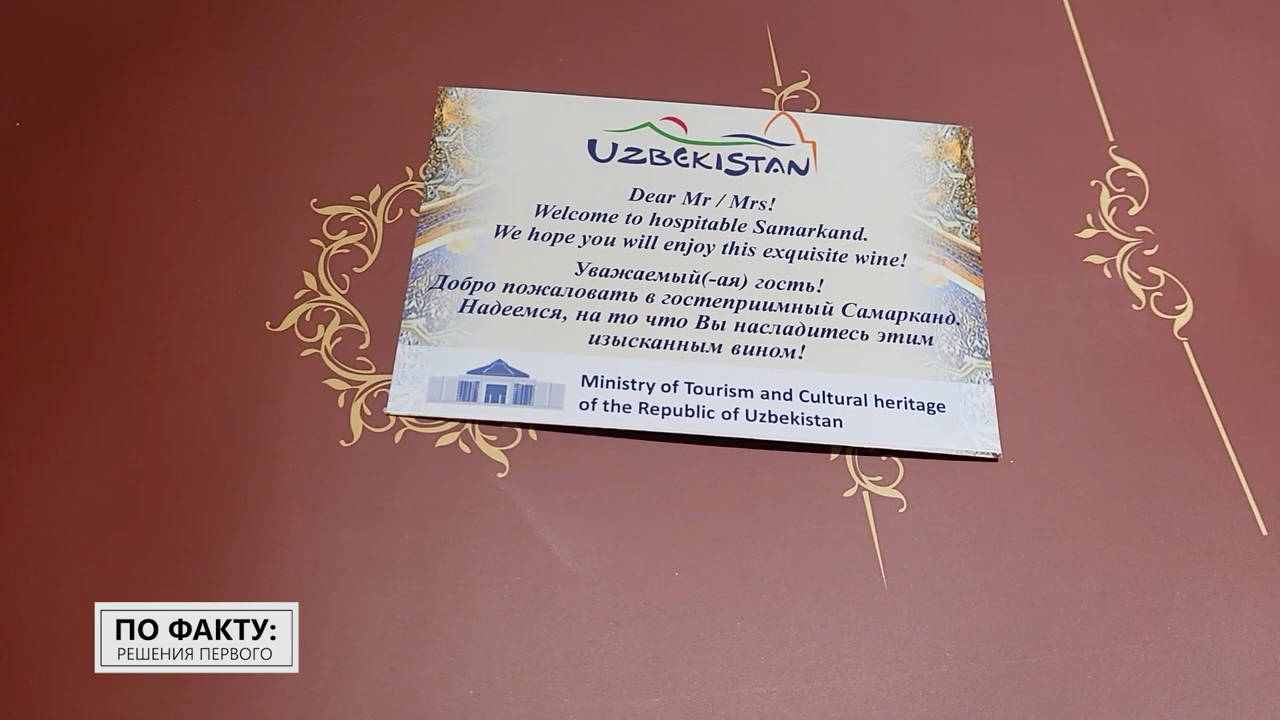 UZBEKISTAN
Dear Mr / Mrs!
Welcome to hospitable Samarkand.
We hope you will enjoy this exquisite wine!
Уважаемый(-ая) гость!
Добро пожаловать в гостеприимный Самарканд.
Надеемся, на то что Вы насладитесь этим
изысканным вином!
Ministry of Tourism and Cultural heritage
of the Republic of Uzbekistan
ПО ФАКТУ:
РЕШЕНИЯ ПЕРВОГО